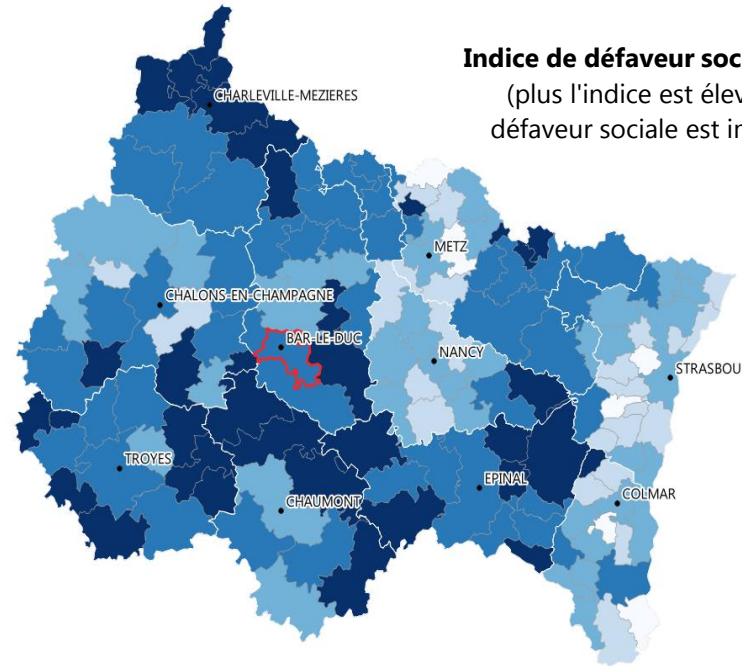 Indice de défaveur soc
(plus l'indice est élev
défaveur sociale est in
CHARLEVILLE-MEZIERES
METZ
CHALONS-EN-CHAMPAGNE
BAR-LE-DUC
NANCY
STRASBOU
TROYES
EPINAL
CHAUMONT
COLMAR